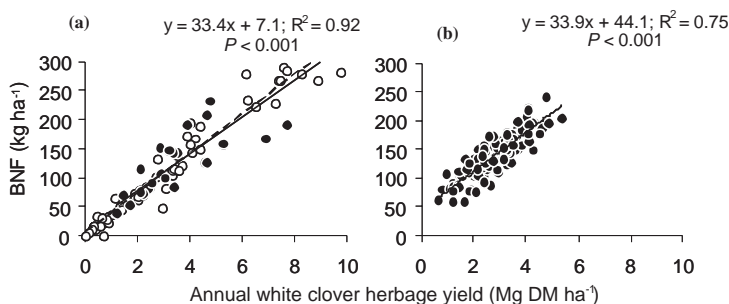 (a) y = 33.4x + 7.1; R² = 0.92
P < 0.001
(b) y = 33.9x + 44.1; R² = 0.75
P < 0.001
BNF (kg ha⁻¹)
300 300
250 250
200 200
150 150
100 100
50 50
0 0
0 2 4 6 8 10 0 2 4 6 8 10
Annual white clover herbage yield (Mg DM ha⁻¹)